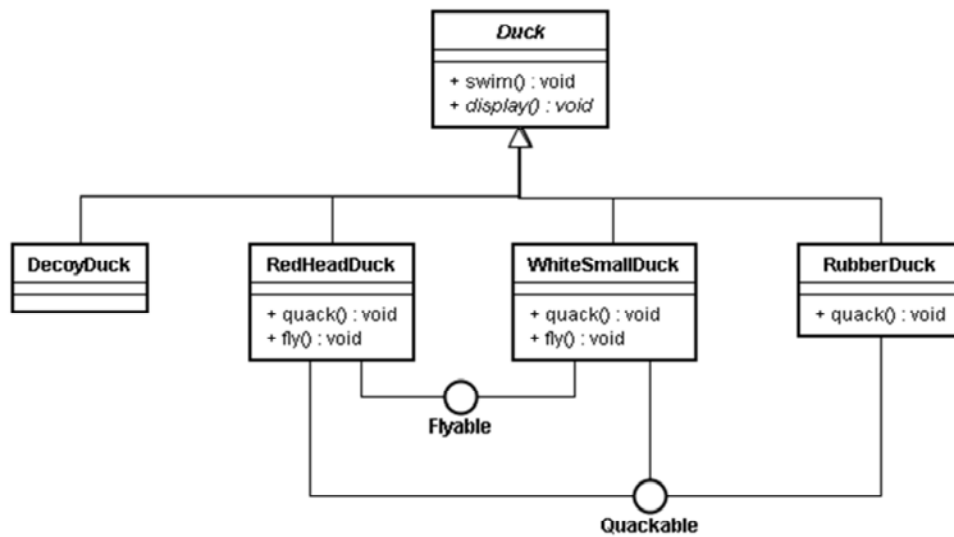 Duck
+ swim() : void
+ display() : void
DecoyDuck
RedHeadDuck
+ quack() : void
+ fly() : void
WhiteSmallDuck
+ quack() : void
+ fly() : void
RubberDuck
+ quack() : void
Flyable
Quackable